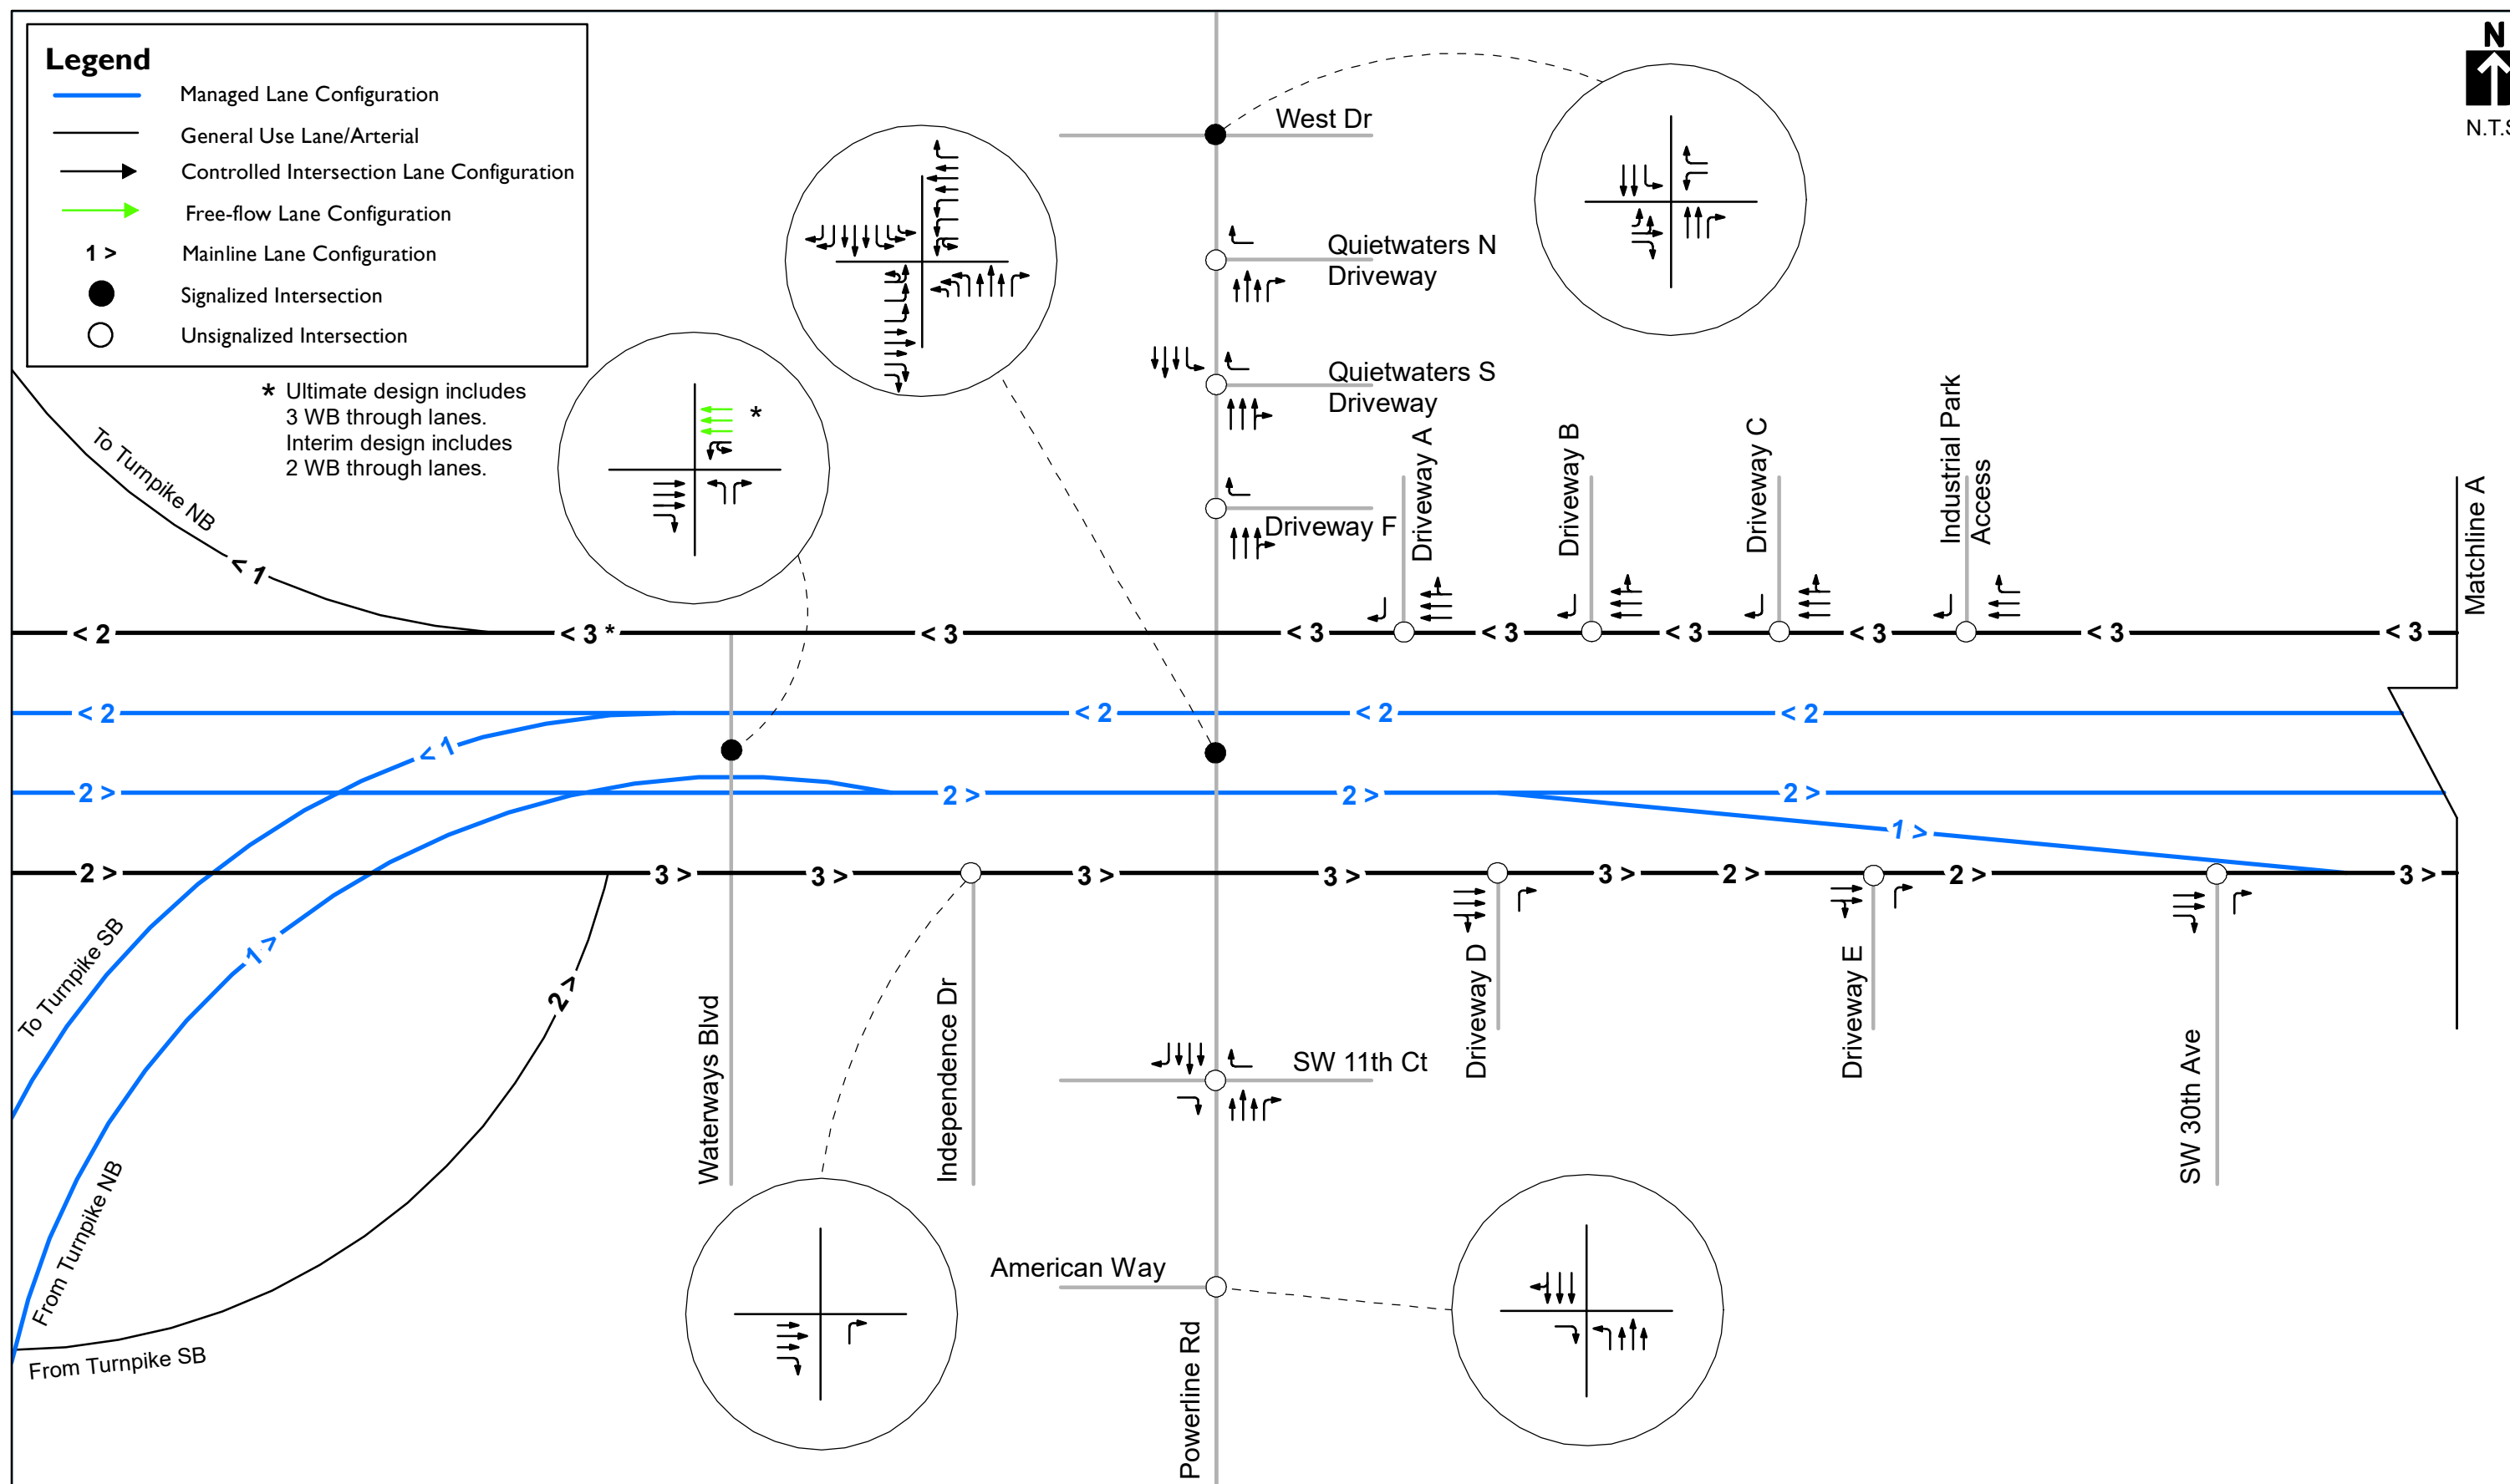 Legend
Managed Lane Configuration
General Use Lane/Arterial
Controlled Intersection Lane Configuration
Free-flow Lane Configuration
1 > Mainline Lane Configuration
Signalized Intersection
Unsignalized Intersection
* Ultimate design includes
3 WB through lanes.
Interim design includes
2 WB through lanes.
N
N.T.S
West Dr
Quietwaters N
Driveway
Quietwaters S
Driveway
Driveway F
*
Driveway A
Driveway B
Driveway C
Industrial Park
Access
Matchline A
To Turnpike NB
< 1
< 2
< 3 *
< 3
< 3
< 3
< 3
< 3
< 3
< 3
< 2
< 2
< 2
< 2
< 1
2 >
2 >
2 >
2 >
1 >
2 >
3 >
3 >
3 >
3 >
3 >
2 >
2 >
3 >
To Turnpike SB
1 >
2 >
From Turnpike NB
From Turnpike SB
Waterways Blvd
Independence Dr
SW 11th Ct
American Way
Powerline Rd
Driveway D
Driveway E
SW 30th Ave